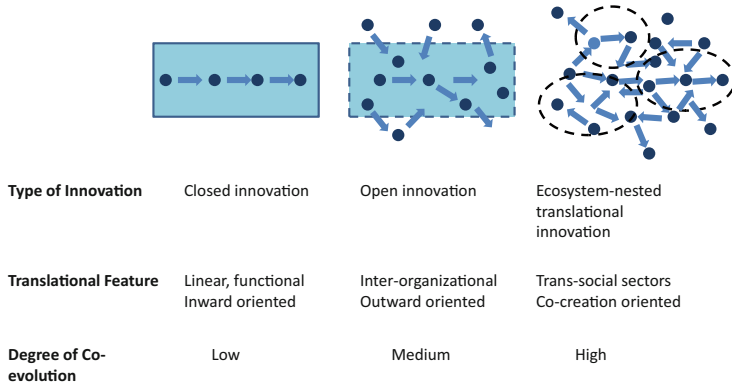 Type of Innovation Closed innovation Open innovation Ecosystem-nested
translational
innovation
Translational Feature Linear, functional Inter-organizational Trans-social sectors
Inward oriented Outward oriented Co-creation oriented
Degree of Co- Low Medium High
evolution